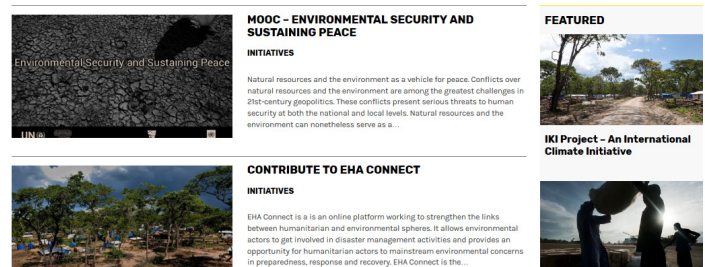 MOOC – ENVIRONMENTAL SECURITY AND
SUSTAINING PEACE
INITIATIVES
Natural resources and the environment as a vehicle for peace. Conflicts over
natural resources and the environment are among the greatest challenges in
21st-century geopolitics. These conflicts present serious threats to human
security at both the national and local levels. Natural resources and the
environment can nonetheless serve as a…
Environmental Security and Sustaining Peace
UN
CONTRIBUTE TO EHA CONNECT
INITIATIVES
EHA Connect is a is an online platform working to strengthen the links
between humanitarian and environmental spheres. It allows environmental
actors to get involved in disaster management activities and provides an
opportunity for humanitarian actors to mainstream environmental concerns
in preparedness, response and recovery. EHA Connect is the…
FEATURED
IKI Project – An International
Climate Initiative